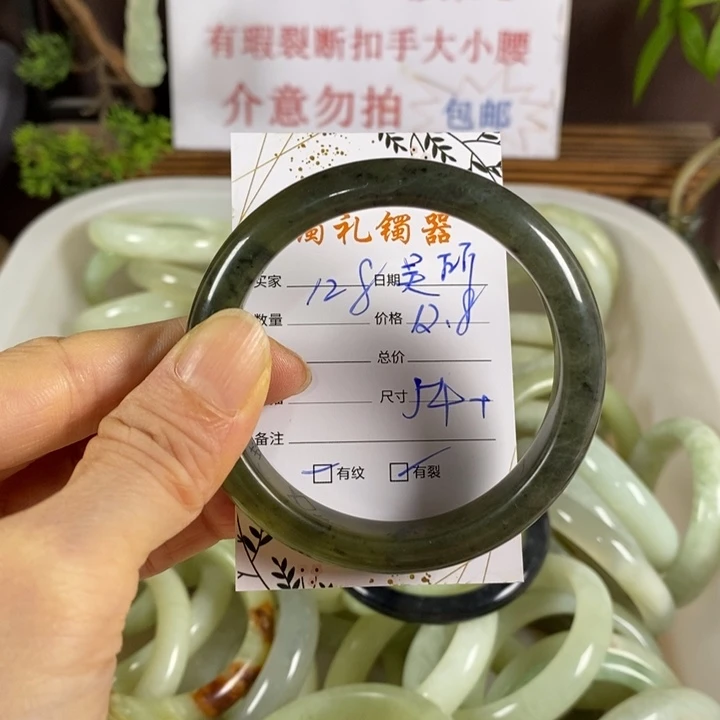 有瑕裂断扣手大小腰
介意勿拍 包邮
礼镯器
买家 128 日期
数量 价格 12.8
总价
尺寸 54+
备注
有纹 有裂